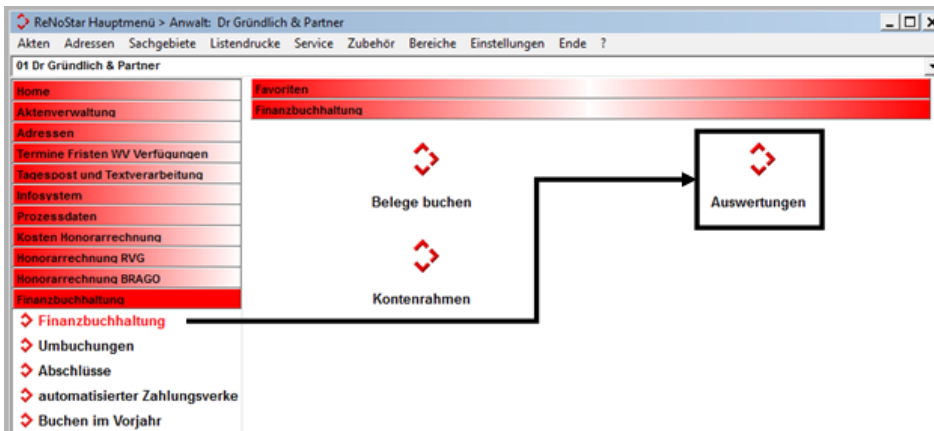 ReNoStar Hauptmenü > Anwalt: Dr Gründlich & Partner
Akten Adressen Sachgebiete Listendrucke Service Zubehör Bereiche Einstellungen Ende ?
01 Dr Gründlich & Partner
Home
Aktenverwaltung
Adressen
Termine Fristen WV Verfügungen
Tagespost und Textverarbeitung
Infosystem
Prozessdaten
Kosten Honorarrechnung
Honorarrechnung RVG
Honorarrechnung BRAGO
Finanzbuchhaltung
Finanzbuchhaltung
Umbuchungen
Abschlüsse
automatisierter Zahlungsverke
Buchen im Vorjahr
Favoriten
Finanzbuchhaltung
Belege buchen
Auswertungen
Kontenrahmen